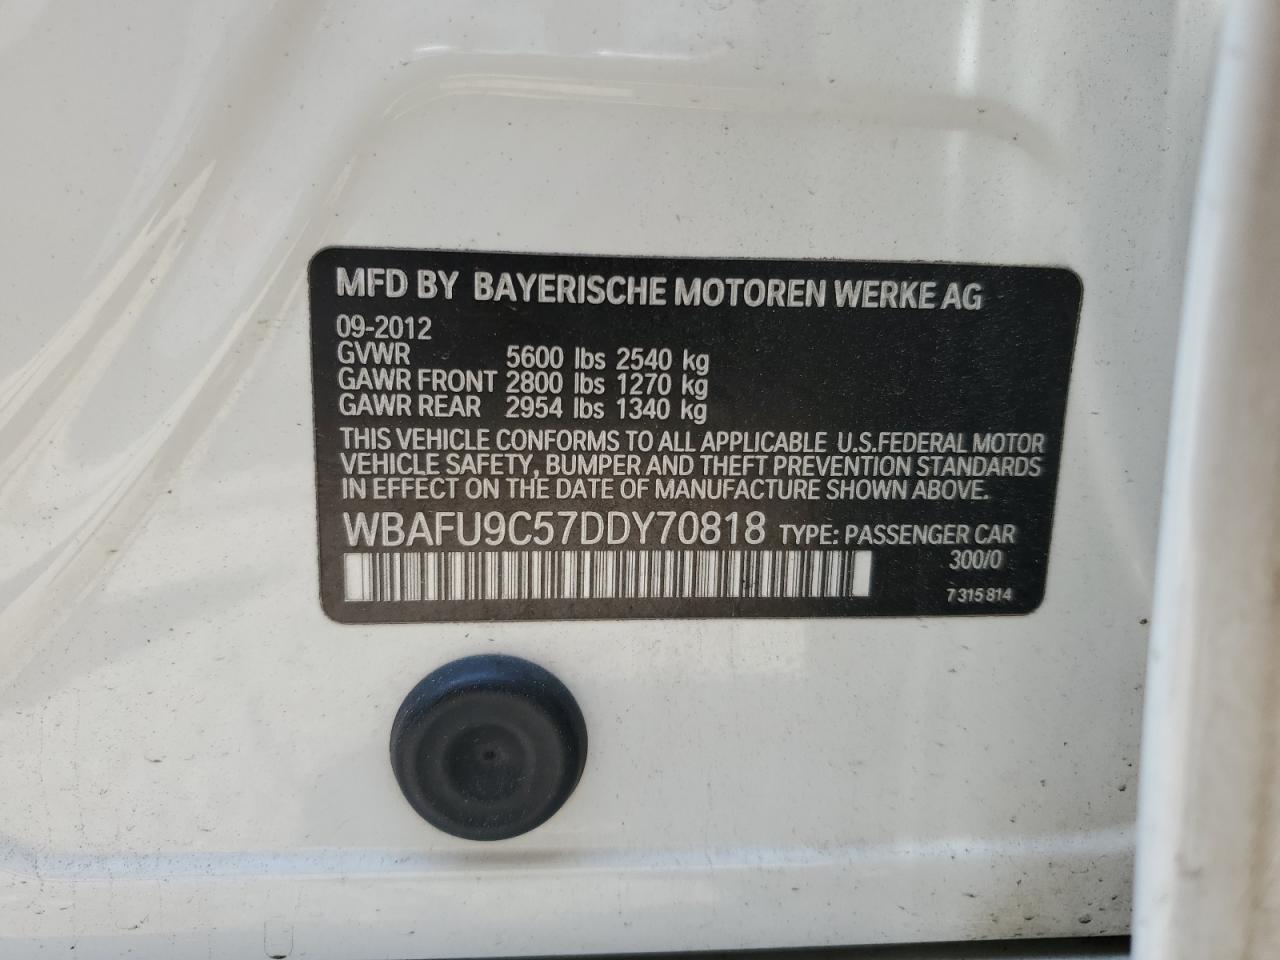 MFD BY BAYERISCHE MOTOREN WERKE AG
09-2012
GVWR 5600 lbs 2540 kg
GAWR FRONT 2800 lbs 1270 kg
GAWR REAR 2954 lbs 1340 kg
THIS VEHICLE CONFORMS TO ALL APPLICABLE U.S.FEDERAL MOTOR
VEHICLE SAFETY, BUMPER AND THEFT PREVENTION STANDARDS
IN EFFECT ON THE DATE OF MANUFACTURE SHOWN ABOVE.
WBAFU9C57DDY70818 TYPE: PASSENGER CAR
300/0
7 315 814